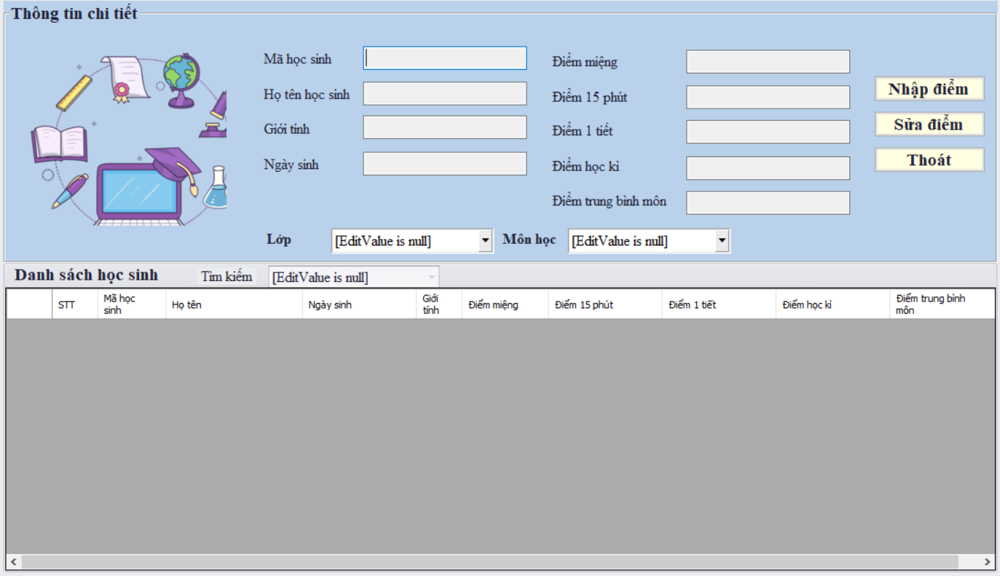 Thông tin chi tiết
Mã học sinh
Điểm miệng
Họ tên học sinh
Điểm 15 phút
Nhập điểm
Giới tính
Điểm 1 tiết
Sửa điểm
Ngày sinh
Điểm học kì
Thoát
Điểm trung bình môn
Lớp [EditValue is null] Môn học [EditValue is null]
Danh sách học sinh Tìm kiếm [EditValue is null]
STT Mã học sinh Họ tên Ngày sinh Giới tính Điểm miệng Điểm 15 phút Điểm 1 tiết Điểm học kì Điểm trung bình môn